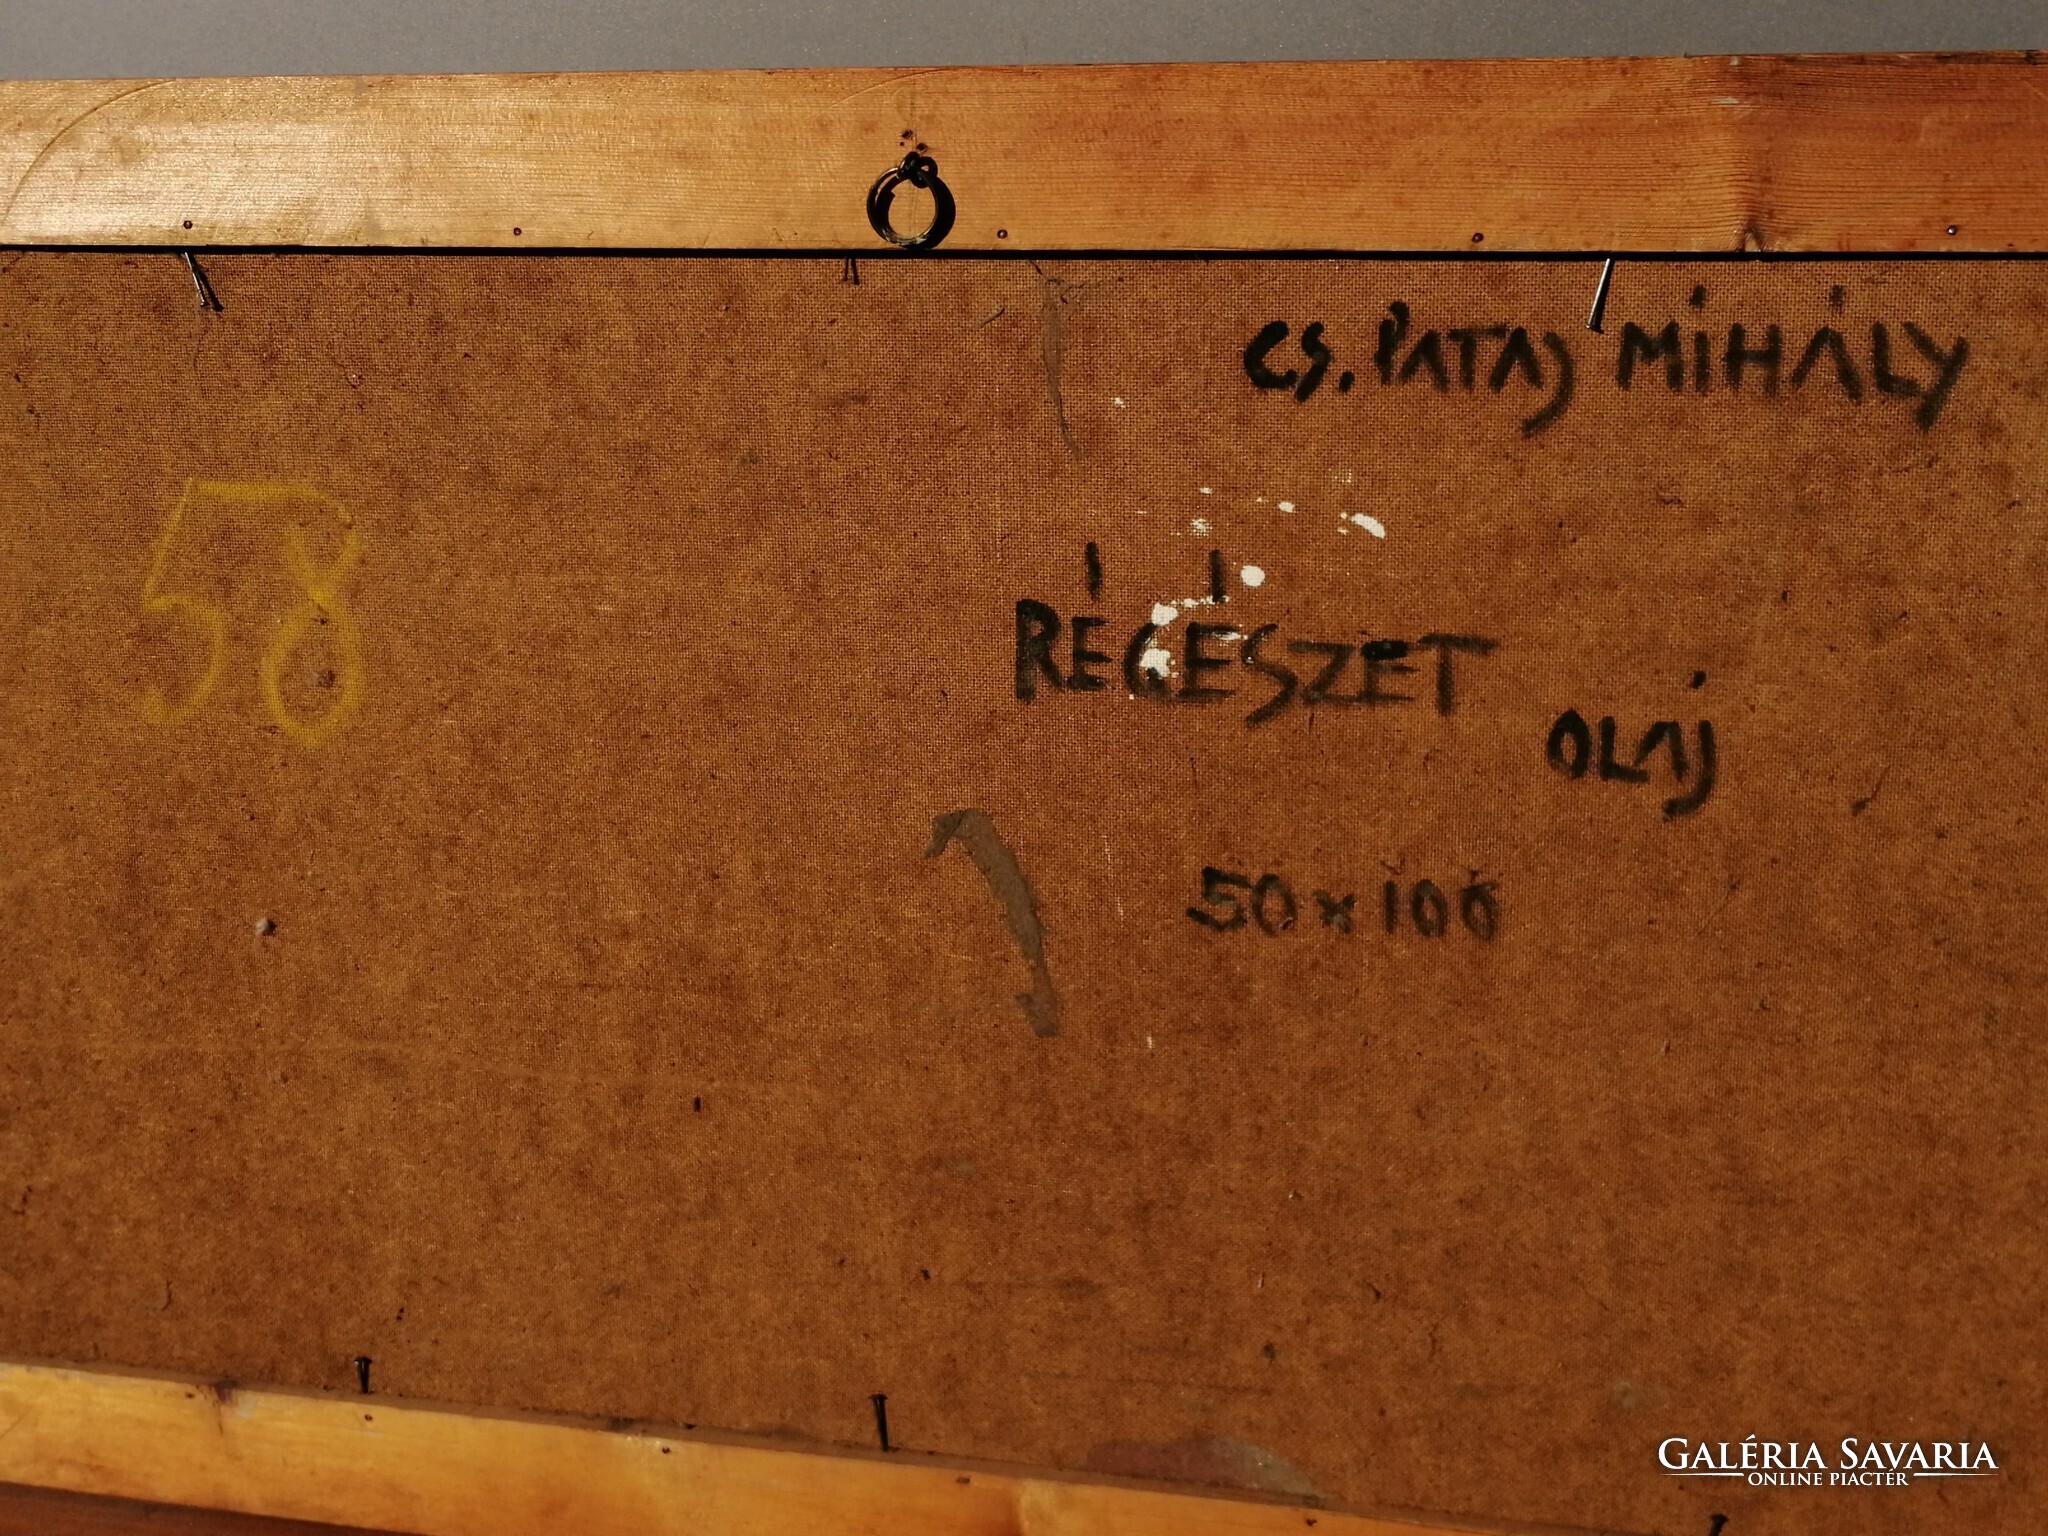 CS. PATAJ MIHÁLY
58
RÉGÉSZET
OLAJ
50 x 100
GALÉRIA SAVARIA
ONLINE PIACTÉR